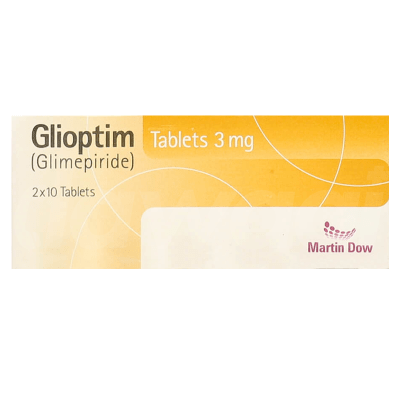 Glioptim
Tablets 3 mg
(Glimepiride)
2x10 Tablets
Martin Dow